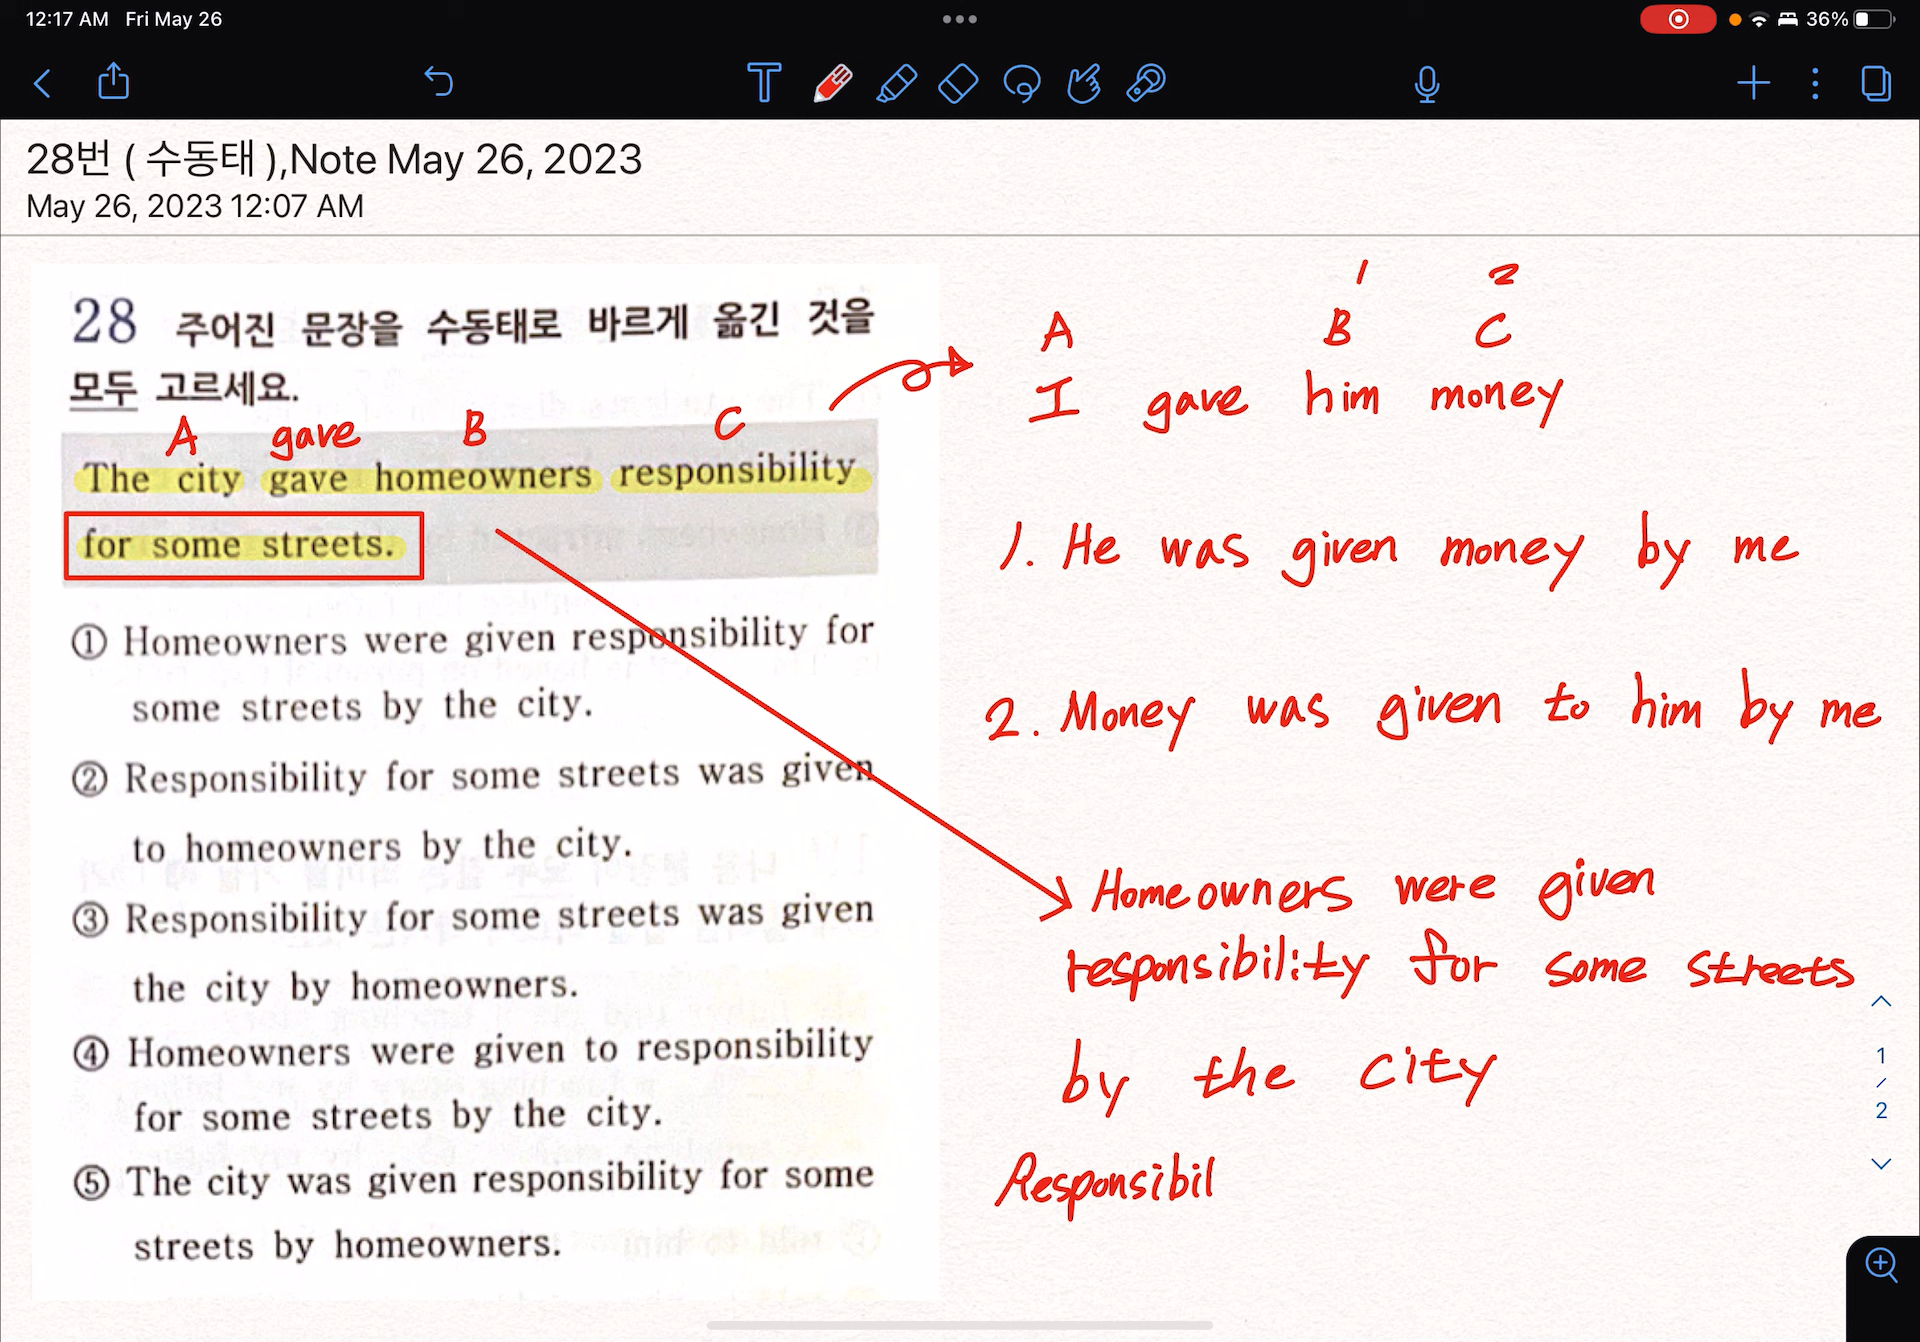 12:17 AM Fri May 26
36%
28번 ( 수동태 ),Note May 26, 2023
May 26, 2023 12:07 AM
28 주어진 문장을 수동태로 바르게 옮긴 것을
모두 고르세요.
A gave B C
The city gave homeowners responsibility
for some streets.
① Homeowners were given responsibility for
some streets by the city.
② Responsibility for some streets was given
to homeowners by the city.
③ Responsibility for some streets was given
the city by homeowners.
④ Homeowners were given to responsibility
for some streets by the city.
⑤ The city was given responsibility for some
streets by homeowners.
1 2
A B C
I gave him money
1. He was given money by me
2. Money was given to him by me
Homeowners were given
responsibility for some streets
by the city
Responsibil
1
/
2